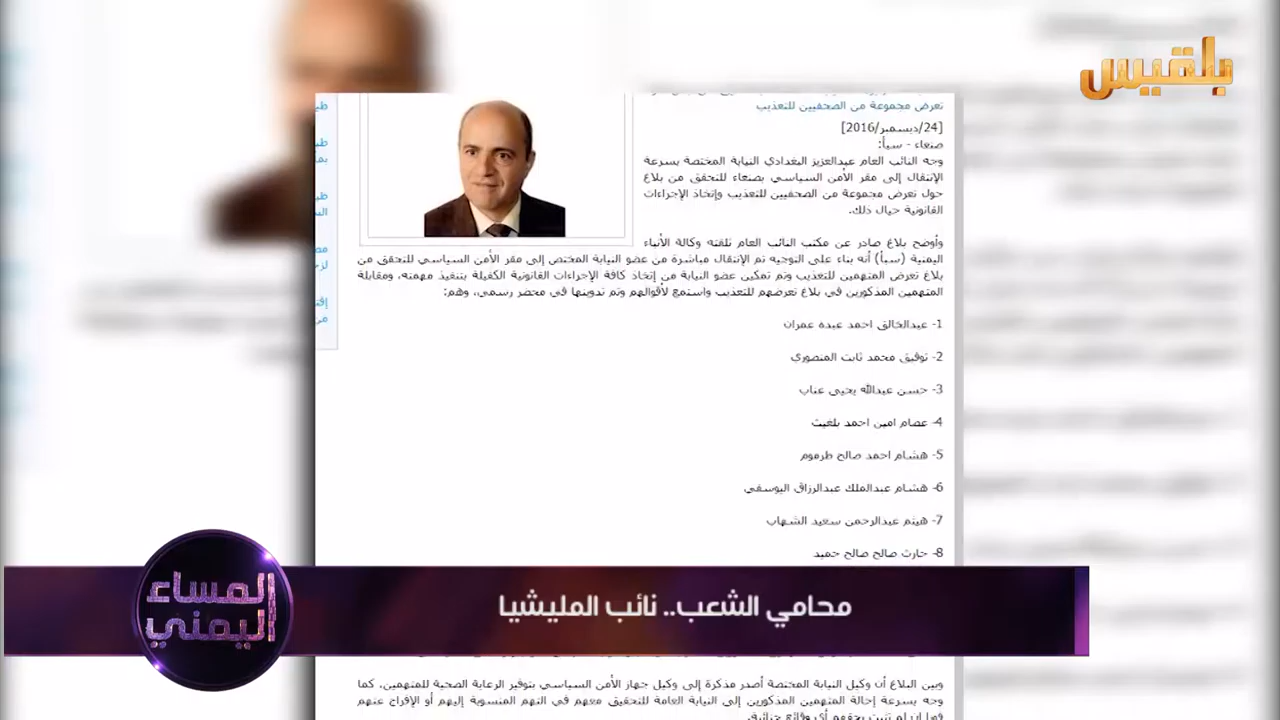 بلقيس
تعرض مجموعة من الصحفيين للتعذيب
[24/ديسمبر/2016]
صنعاء - سبأ:
وجه النائب العام عبدالعزيز البغدادي النيابة المختصة بسرعة
الإنتقال إلى مقر الأمن السياسي بصنعاء للتحقق من بلاغ
حول تعرض مجموعة من الصحفيين للتعذيب وإتخاذ الإجراءات
القانونية حيال ذلك.
وأوضح بلاغ صادر عن مكتب النائب العام تلقته وكالة الأنباء
اليمنية (سبأ) أنه بناء على التوجيه تم الإنتقال مباشرة من عضو النيابة المختص إلى مقر الأمن السياسي للتحقق من
بلاغ تعرض المتهمين للتعذيب وتم تمكين عضو النيابة من إتخاذ كافة الإجراءات القانونية الكفيلة بتنفيذ مهمته، ومقابلة
المتهمين المذكورين في بلاغ تعرضهم للتعذيب واستمع لأقوالهم وتم تدوينها في محضر رسمي، وهم:
1- عبدالخالق احمد عبده عمران
2- توفيق محمد ثابت المنصوري
3- حسن عبدالله يحيى عناب
4- عصام امين احمد بلغيث
5- هشام احمد صالح طرموم
6- هشام عبدالملك عبدالرزاق اليوسفي
7- هيثم عبدالرحمن سعيد الشهاب
8- حارث صالح صالح حميد
محامي الشعب.. نائب المليشيا
المساء
اليمني
وبين البلاغ أن وكيل النيابة المختصة أصدر مذكرة إلى وكيل جهاز الأمن السياسي بتوفير الرعاية الصحية للمتهمين، كما
وجه بسرعة إحالة المتهمين المذكورين إلى النيابة العامة للتحقيق معهم في التهم المنسوبة إليهم أو الإفراج عنهم